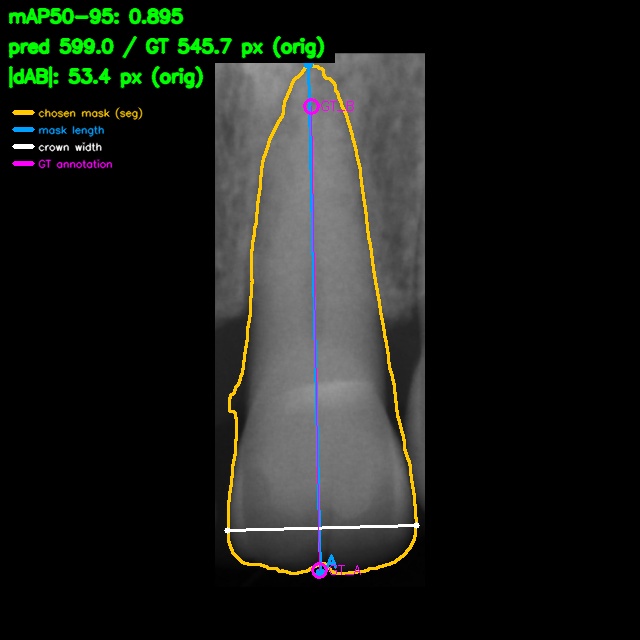 mAP50-95: 0.895
pred 599.0 / GT 545.7 px (orig)
|dAB|: 53.4 px (orig)
chosen mask (seg)
mask length
crown width
GT annotation
A